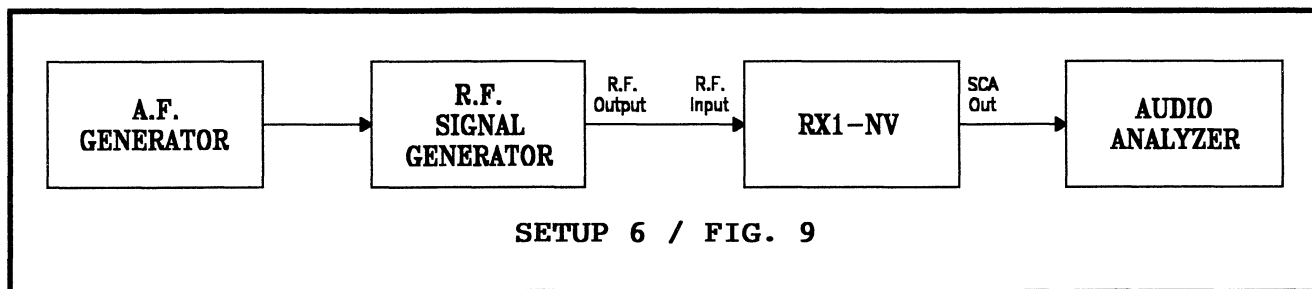 A.F.
GENERATOR
R.F.
SIGNAL
GENERATOR
R.F.
Output
R.F.
Input
RX1-NV
SCA
Out
AUDIO
ANALYZER
SETUP 6 / FIG. 9